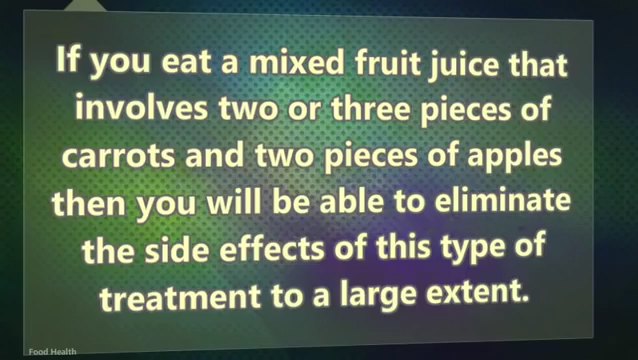 If you eat a mixed fruit juice that
involves two or three pieces of
carrots and two pieces of apples
then you will be able to eliminate
the side effects of this type of
treatment to a large extent.
Food Health